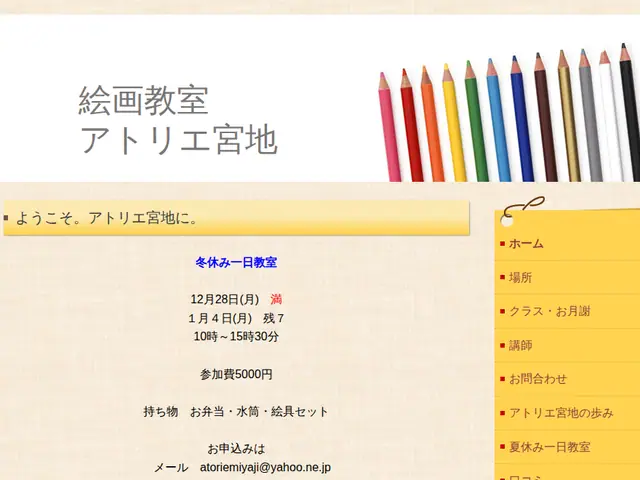 絵画教室
アトリエ宮地
ようこそ。アトリエ宮地に。
冬休み一日教室
12月28日(月)　満
１月４日(月)　残７
10時～15時30分
参加費5000円
持ち物　お弁当・水筒・絵具セット
お申込みは
メール　atoriemiyaji@yahoo.ne.jp
ホーム
場所
クラス・お月謝
講師
お問合わせ
アトリエ宮地の歩み
夏休み一日教室
口コミ